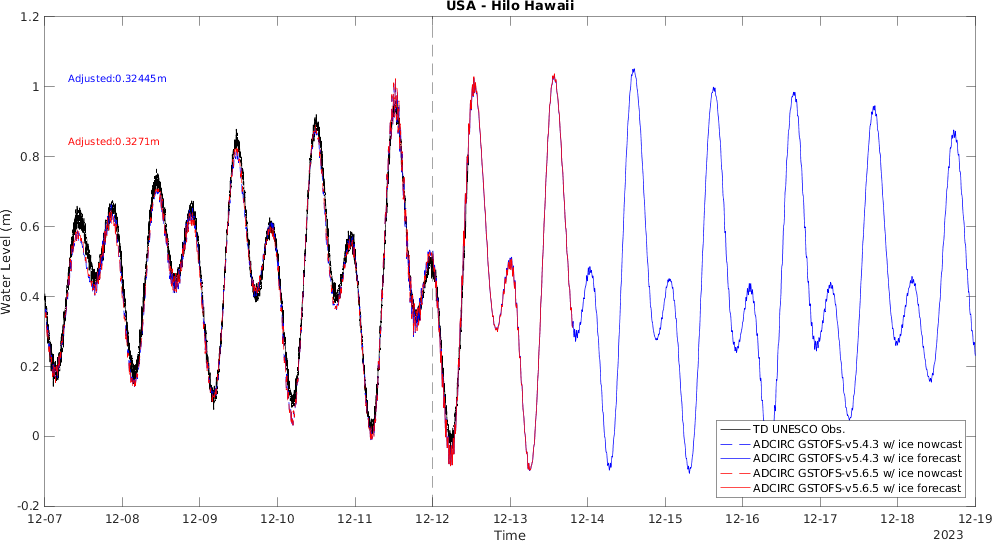 USA - Hilo Hawaii
1.2
1
0.8
0.6
0.4
0.2
0
-0.2
Water Level (m)
Adjusted:0.32445m
Adjusted:0.3271m
TD UNESCO Obs.
ADCIRC GSTOFS-v5.4.3 w/ ice nowcast
ADCIRC GSTOFS-v5.4.3 w/ ice forecast
ADCIRC GSTOFS-v5.6.5 w/ ice nowcast
ADCIRC GSTOFS-v5.6.5 w/ ice forecast
12-07 12-08 12-09 12-10 12-11 12-12 12-13 12-14 12-15 12-16 12-17 12-18 12-19
Time
2023